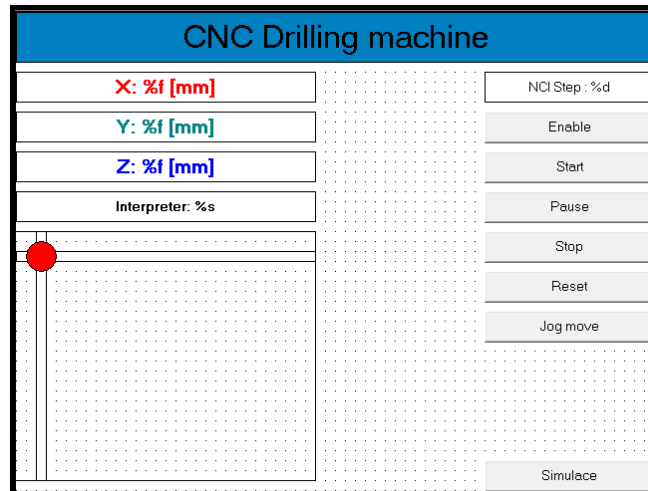 CNC Drilling machine
X: %f [mm]
Y: %f [mm]
Z: %f [mm]
Interpreter: %s
NCI Step : %d
Enable
Start
Pause
Stop
Reset
Jog move
Simulace